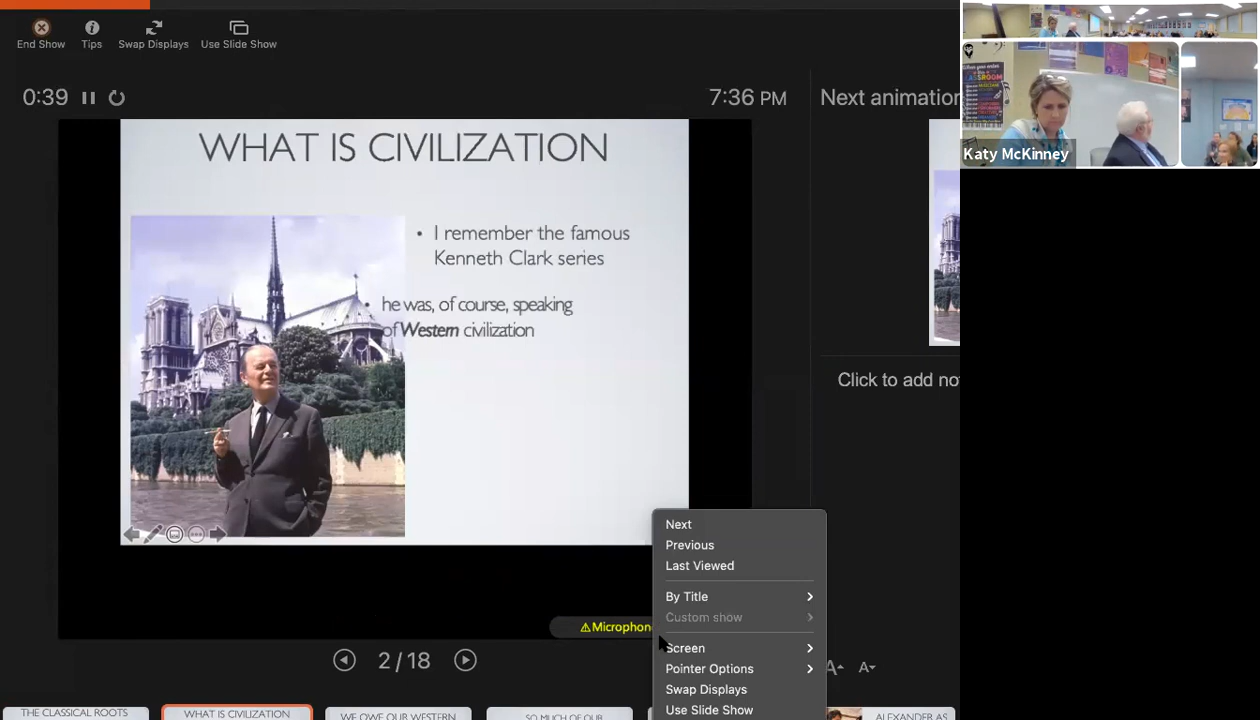 End Show
Tips
Swap Displays
Use Slide Show
0:39
7:36 PM
Next animation
WHAT IS CIVILIZATION
• I remember the famous
Kenneth Clark series
• he was, of course, speaking
of Western civilization
Click to add
Katy McKinney
Next
Previous
Last Viewed
By Title
Custom show
Screen
Pointer Options
Swap Displays
Use Slide Show
⚠Microphone
2 / 18
THE CLASSICAL ROOTS
WHAT IS CIVILIZATION
WE OWE OUR WESTERN
SO MUCH OF OUR
ALEXANDER AS